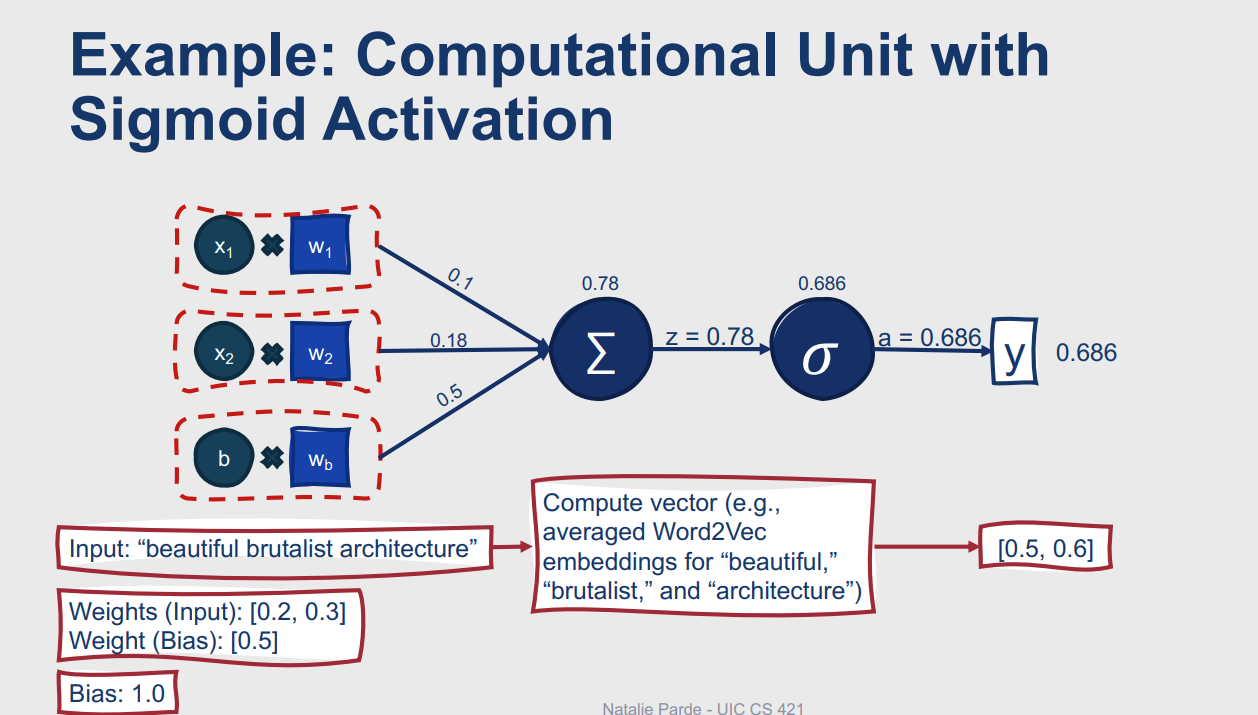 Example: Computational Unit with
Sigmoid Activation
x₁ ✖ w₁
0.1
x₂ ✖ w₂
0.18
b ✖ w_b
0.5
0.78
∑
z = 0.78
0.686
σ
a = 0.686
y
0.686
Input: “beautiful brutalist architecture”
Compute vector (e.g.,
averaged Word2Vec
embeddings for “beautiful,”
“brutalist,” and “architecture”)
[0.5, 0.6]
Weights (Input): [0.2, 0.3]
Weight (Bias): [0.5]
Bias: 1.0
Natalie Parde - UIC CS 421